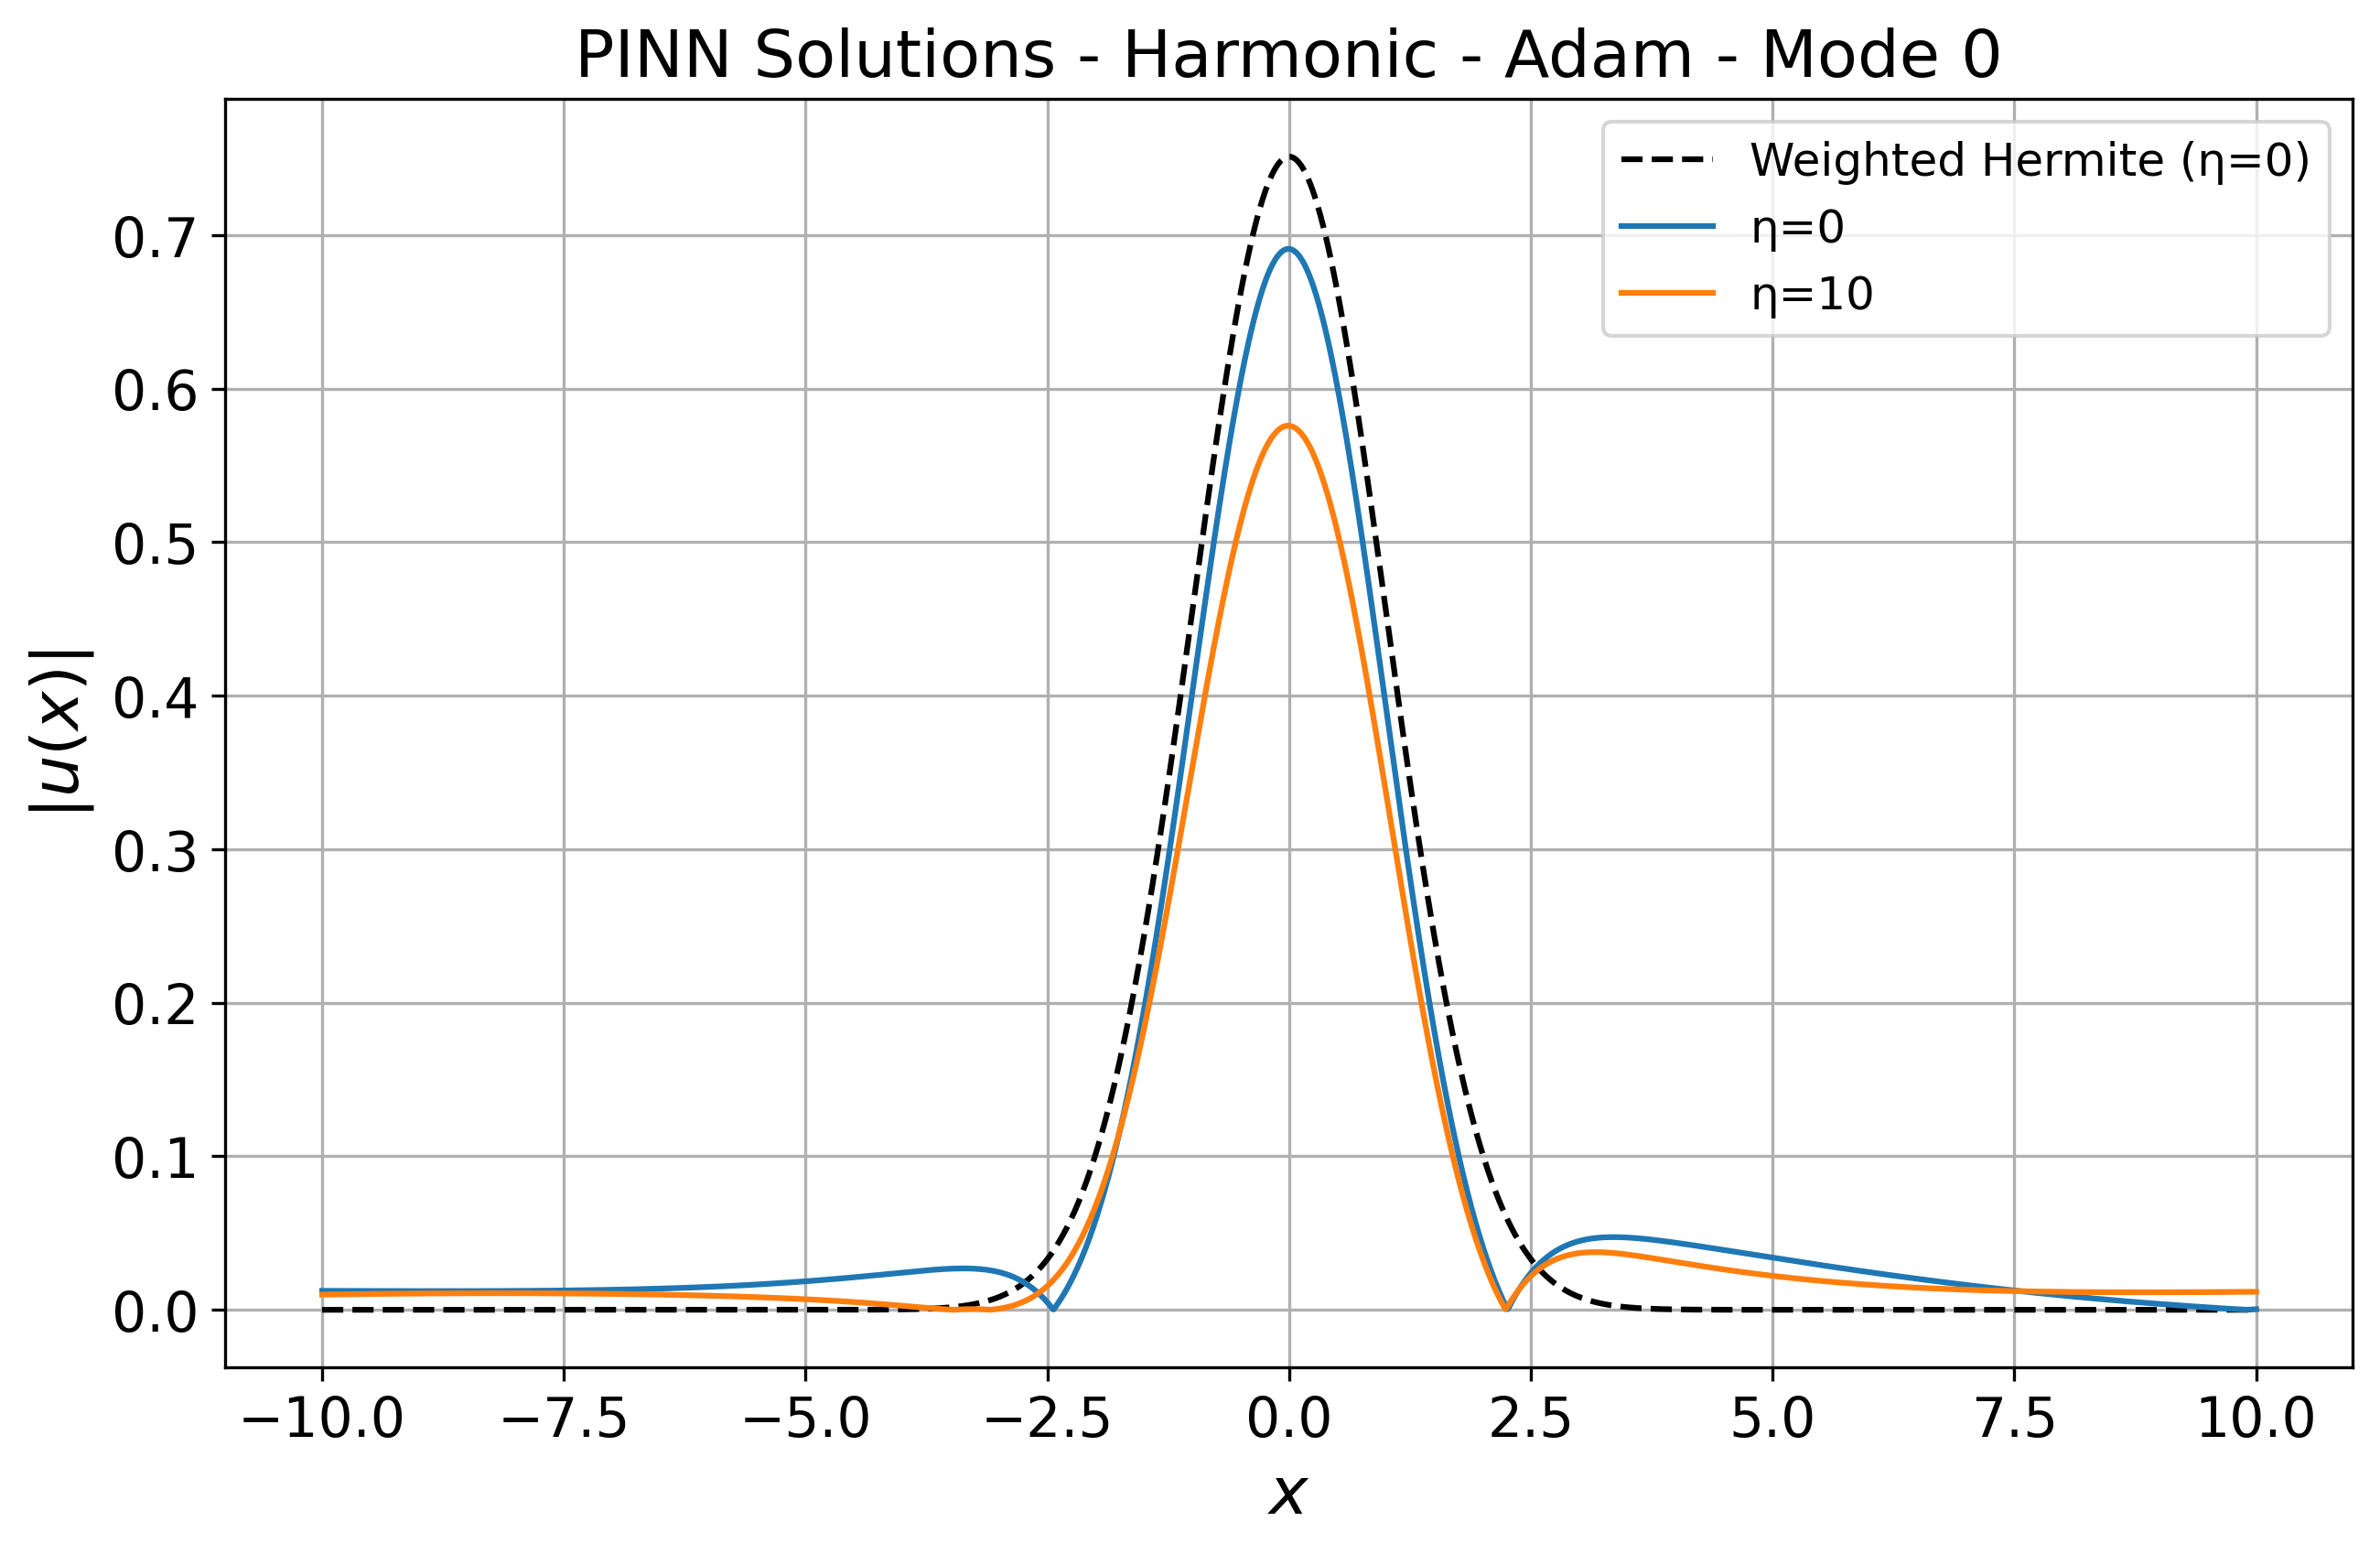 PINN Solutions - Harmonic - Adam - Mode 0
Weighted Hermite (η=0)
η=0
η=10
|u(x)|
0.7
0.6
0.5
0.4
0.3
0.2
0.1
0.0
−10.0 −7.5 −5.0 −2.5 0.0 2.5 5.0 7.5 10.0
x